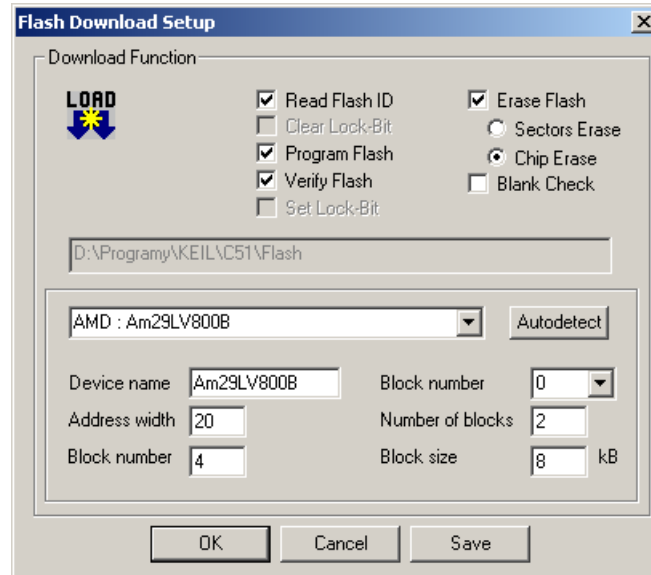 Flash Download Setup
Download Function
LOAD
Read Flash ID
Clear Lock-Bit
Program Flash
Verify Flash
Set Lock-Bit
Erase Flash
Sectors Erase
Chip Erase
Blank Check
D:\Programy\KEIL\C51\Flash
AMD : Am29LV800B
Autodetect
Device name Am29LV800B
Address width 20
Block number 4
Block number 0
Number of blocks 2
Block size 8 kB
OK Cancel Save